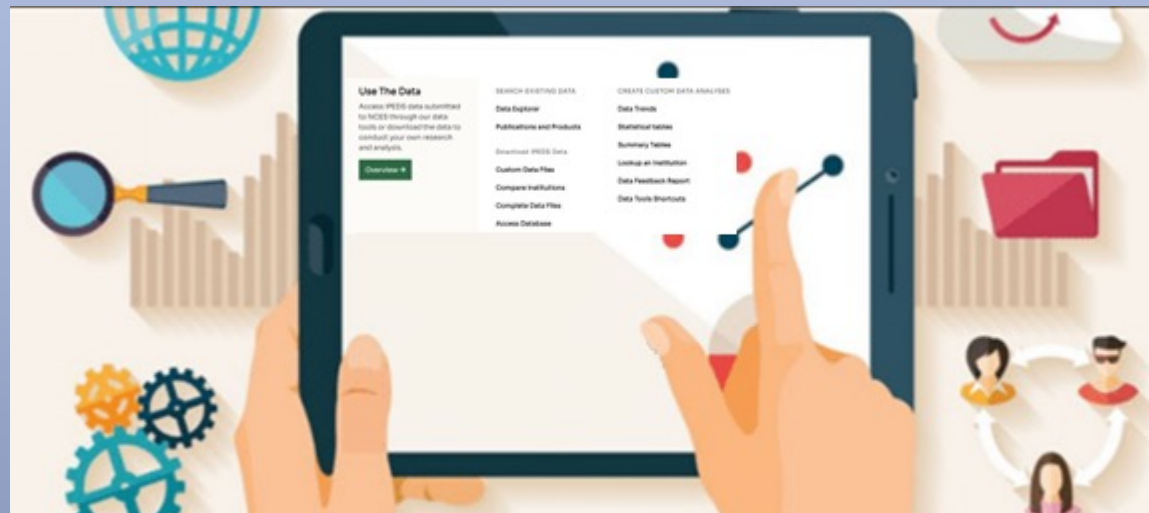 Use The Data
Access IPEDS data submitted
to NCES through our data
tools or download the data to
conduct your own research
and analysis.
Overview →
SEARCH EXISTING DATA
Data Explorer
Publications and Products
Download IPEDS Data
Custom Data Files
Compare Institutions
Complete Data Files
Access Database
CREATE CUSTOM DATA ANALYSES
Data Trends
Statistical tables
Summary Tables
Lookup an Institution
Data Feedback Report
Data Tools Shortcuts